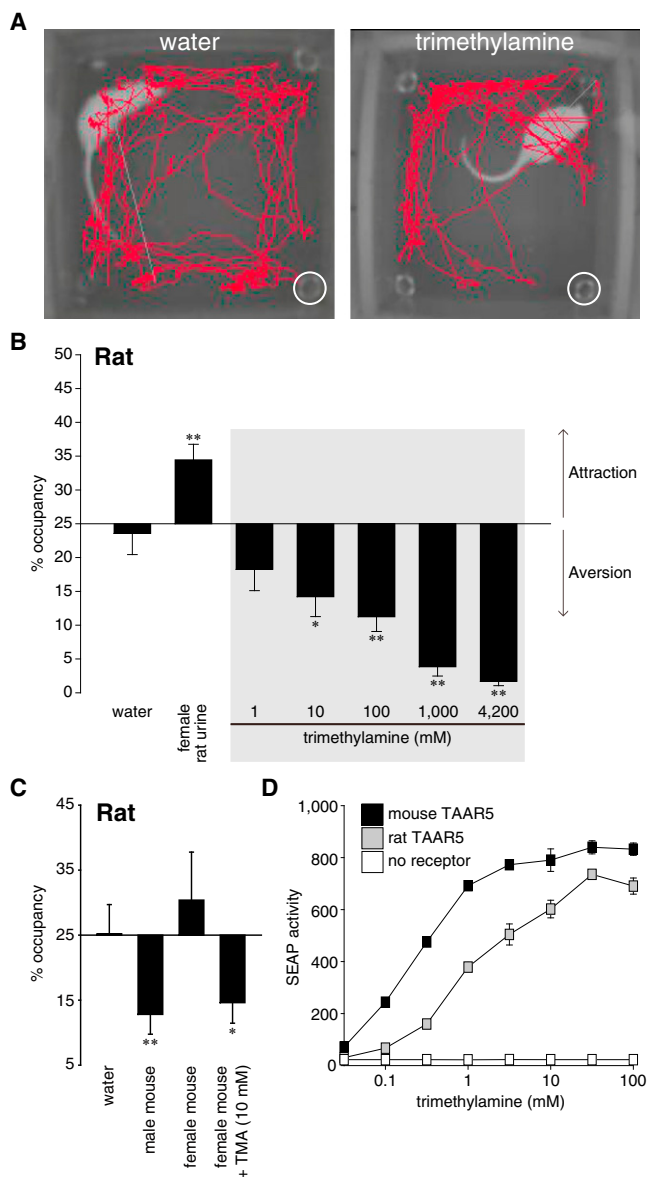 A
water
trimethylamine
B
Rat
% occupancy
50
45
40
35
30
25
20
15
10
5
0
**
*
**
**
**
Attraction
Aversion
water
female
rat urine
1
10
100
1,000
4,200
trimethylamine (mM)
C
Rat
% occupancy
45
35
25
15
5
**
*
water
male mouse
female mouse
female mouse
+ TMA (10 mM)
D
mouse TAAR5
rat TAAR5
no receptor
SEAP activity
1,000
800
600
400
200
0
0.1
1
10
100
trimethylamine (mM)